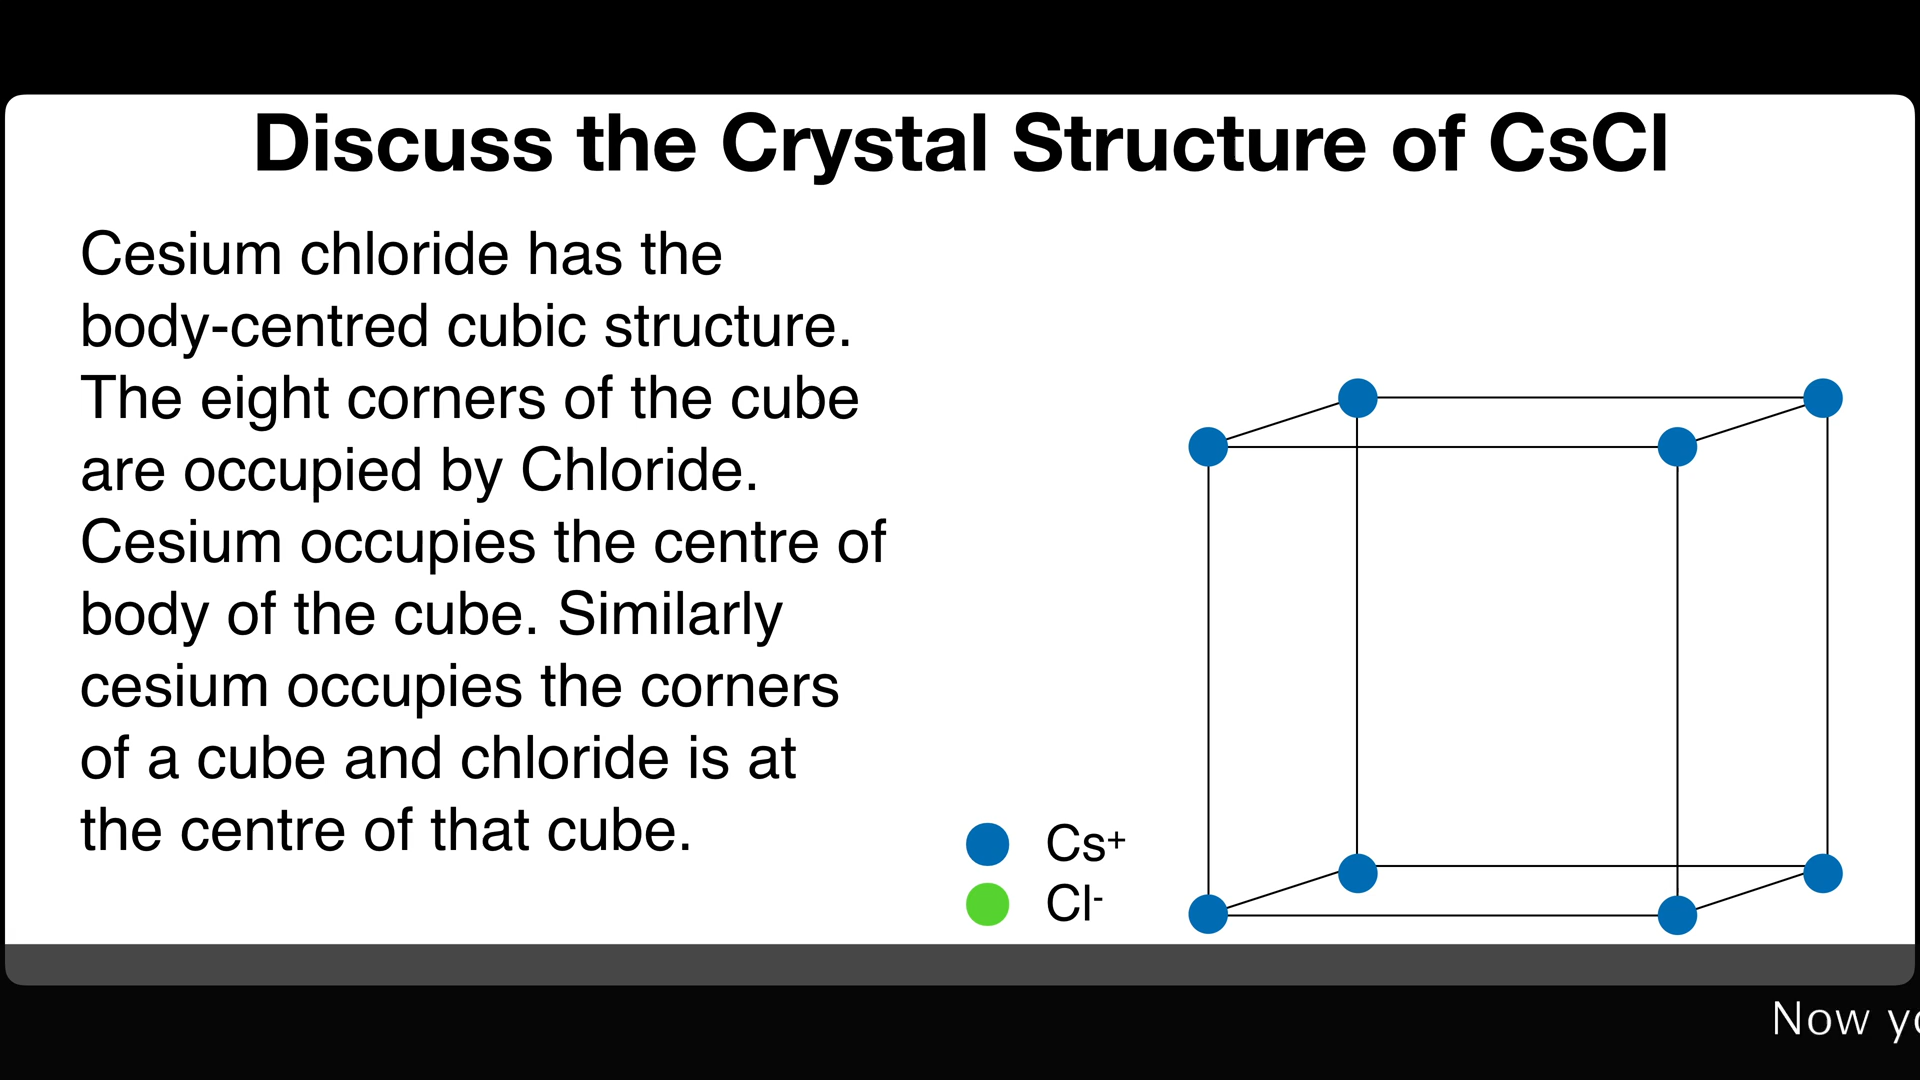 Discuss the Crystal Structure of CsCl
Cesium chloride has the
body-centred cubic structure.
The eight corners of the cube
are occupied by Chloride.
Cesium occupies the centre of
body of the cube. Similarly
cesium occupies the corners
of a cube and chloride is at
the centre of that cube.
Cs⁺
Cl⁻
Now